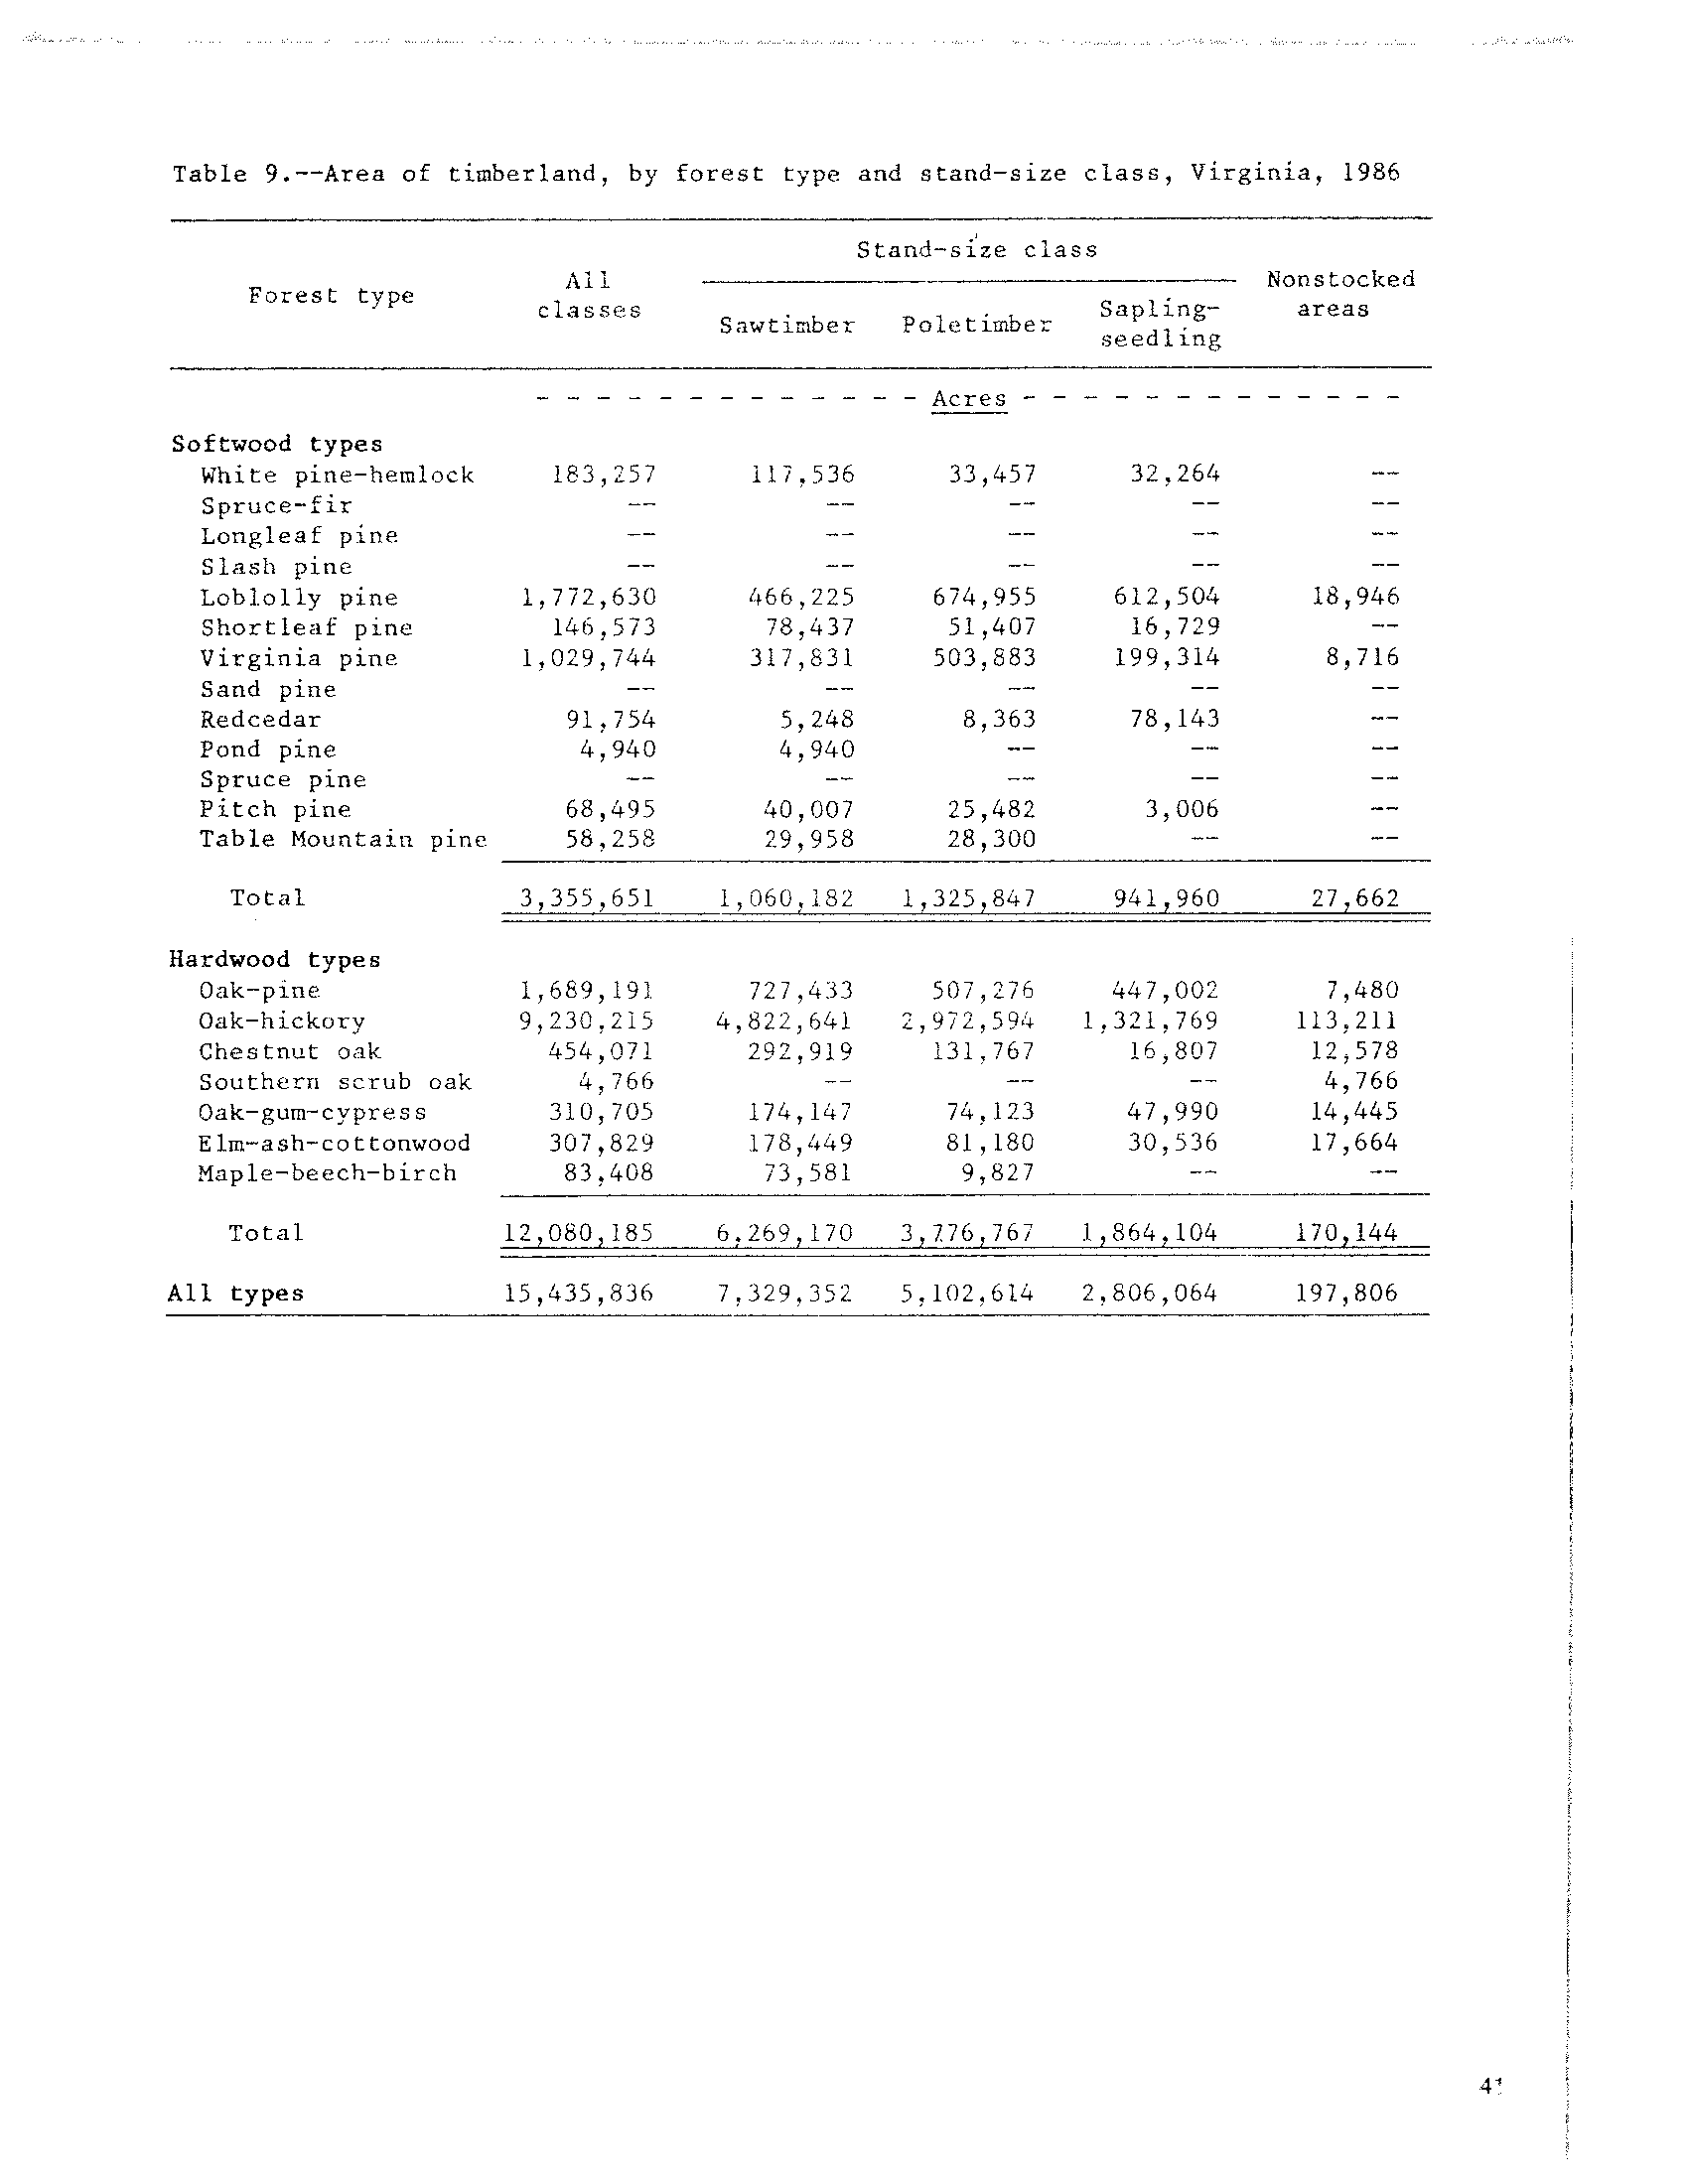 Table 9.--Area of timberland, by forest type and stand-size class, Virginia, 1986
Stand-size class
Forest type All classes Sawtimber Poletimber Sapling-seedling Nonstocked areas
- - - - - - - - - - - - - Acres - - - - - - - - - - - - -
Softwood types
White pine-hemlock 183,257 117,536 33,457 32,264 --
Spruce-fir -- -- -- -- --
Longleaf pine -- -- -- -- --
Slash pine -- -- -- -- --
Loblolly pine 1,772,630 466,225 674,955 612,504 18,946
Shortleaf pine 146,573 78,437 51,407 16,729 --
Virginia pine 1,029,744 317,831 503,883 199,314 8,716
Sand pine -- -- -- -- --
Redcedar 91,754 5,248 8,363 78,143 --
Pond pine 4,940 4,940 -- -- --
Spruce pine -- -- -- -- --
Pitch pine 68,495 40,007 25,482 3,006 --
Table Mountain pine 58,258 29,958 28,300 -- --
Total 3,355,651 1,060,182 1,325,847 941,960 27,662
Hardwood types
Oak-pine 1,689,191 727,433 507,276 447,002 7,480
Oak-hickory 9,230,215 4,822,641 2,972,594 1,321,769 113,211
Chestnut oak 454,071 292,919 131,767 16,807 12,578
Southern scrub oak 4,766 -- -- -- 4,766
Oak-gum-cypress 310,705 174,147 74,123 47,990 14,445
Elm-ash-cottonwood 307,829 178,449 81,180 30,536 17,664
Maple-beech-birch 83,408 73,581 9,827 -- --
Total 12,080,185 6,269,170 3,776,767 1,864,104 170,144
All types 15,435,836 7,329,352 5,102,614 2,806,064 197,806